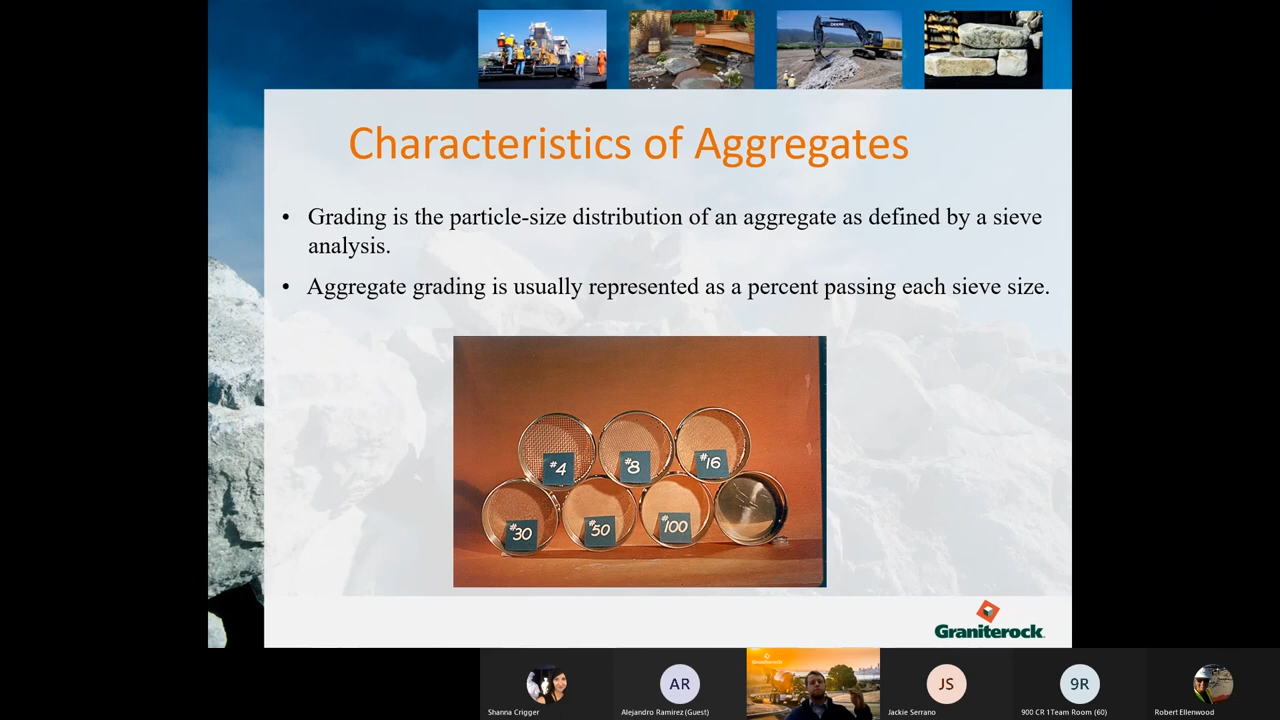 Characteristics of Aggregates
• Grading is the particle-size distribution of an aggregate as defined by a sieve
analysis.
• Aggregate grading is usually represented as a percent passing each sieve size.
#4
#8
#16
#30
#50
#100
Graniterock
Graniterock
AR
JS
9R
Shanna Crigger
Alejandro Ramirez (Guest)
Jackie Serrano
900 CR 1Team Room (60)
Robert Ellenwood